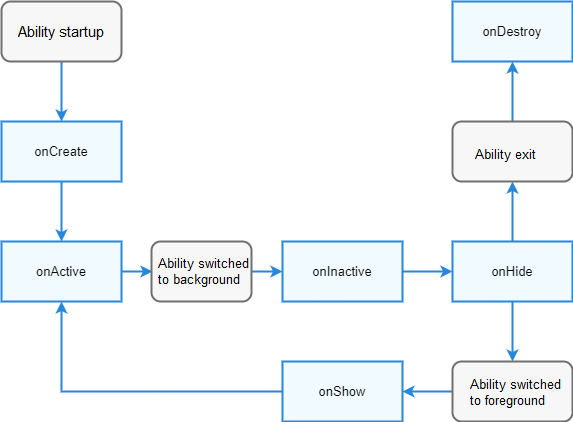 Ability startup
onDestroy
onCreate
Ability exit
onActive
Ability switched
to background
onInactive
onHide
onShow
Ability switched
to foreground